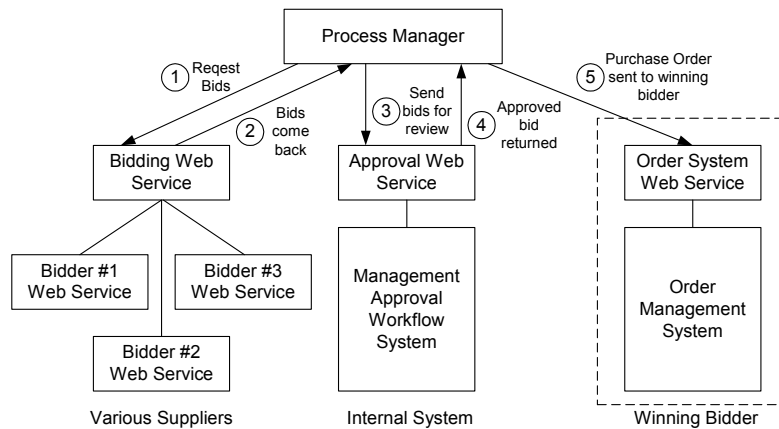 Process Manager
1
Reqest
Bids
2
Bids
come
back
3
Send
bids for
review
4
Approved
bid
returned
5
Purchase Order
sent to winning
bidder
Bidding Web
Service
Approval Web
Service
Order System
Web Service
Bidder #1
Web Service
Bidder #3
Web Service
Bidder #2
Web Service
Management
Approval
Workflow
System
Order
Management
System
Various Suppliers
Internal System
Winning Bidder